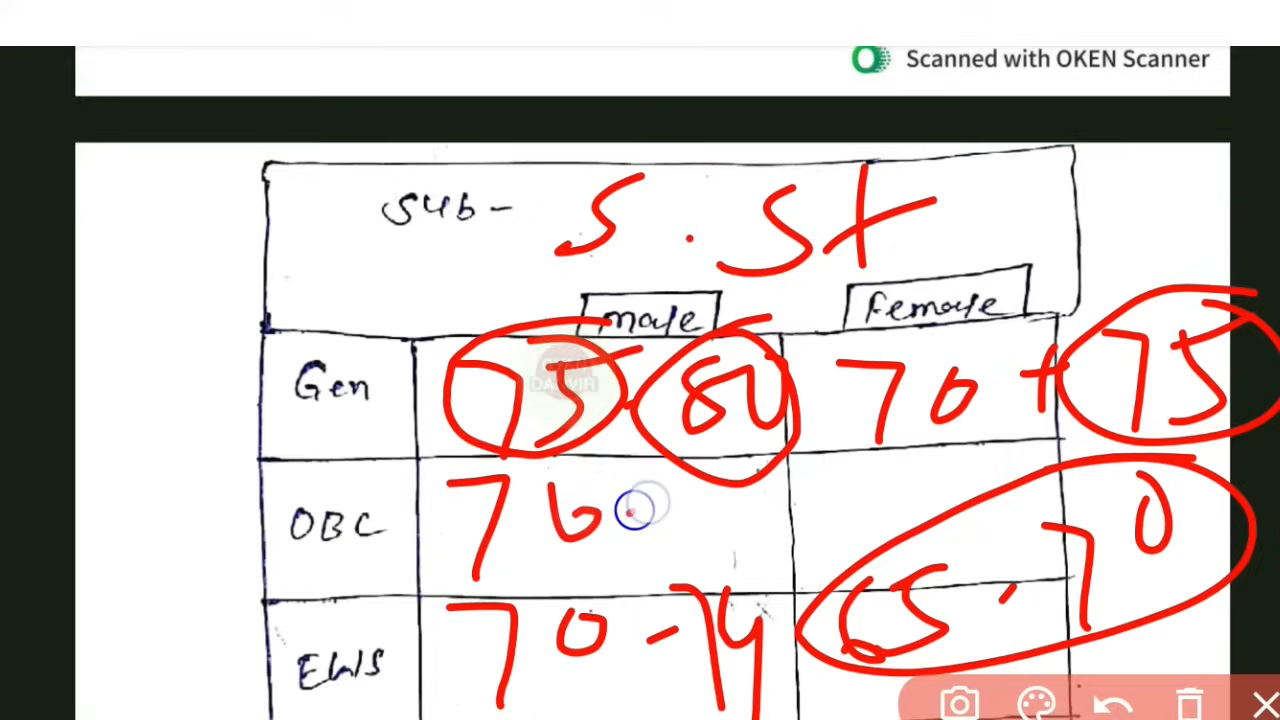 Scanned with OKEN Scanner
Sub- S. St
male Female
Gen 75 - 80 70 + 75
OBC 76
65 - 70
EWS 70 - 74